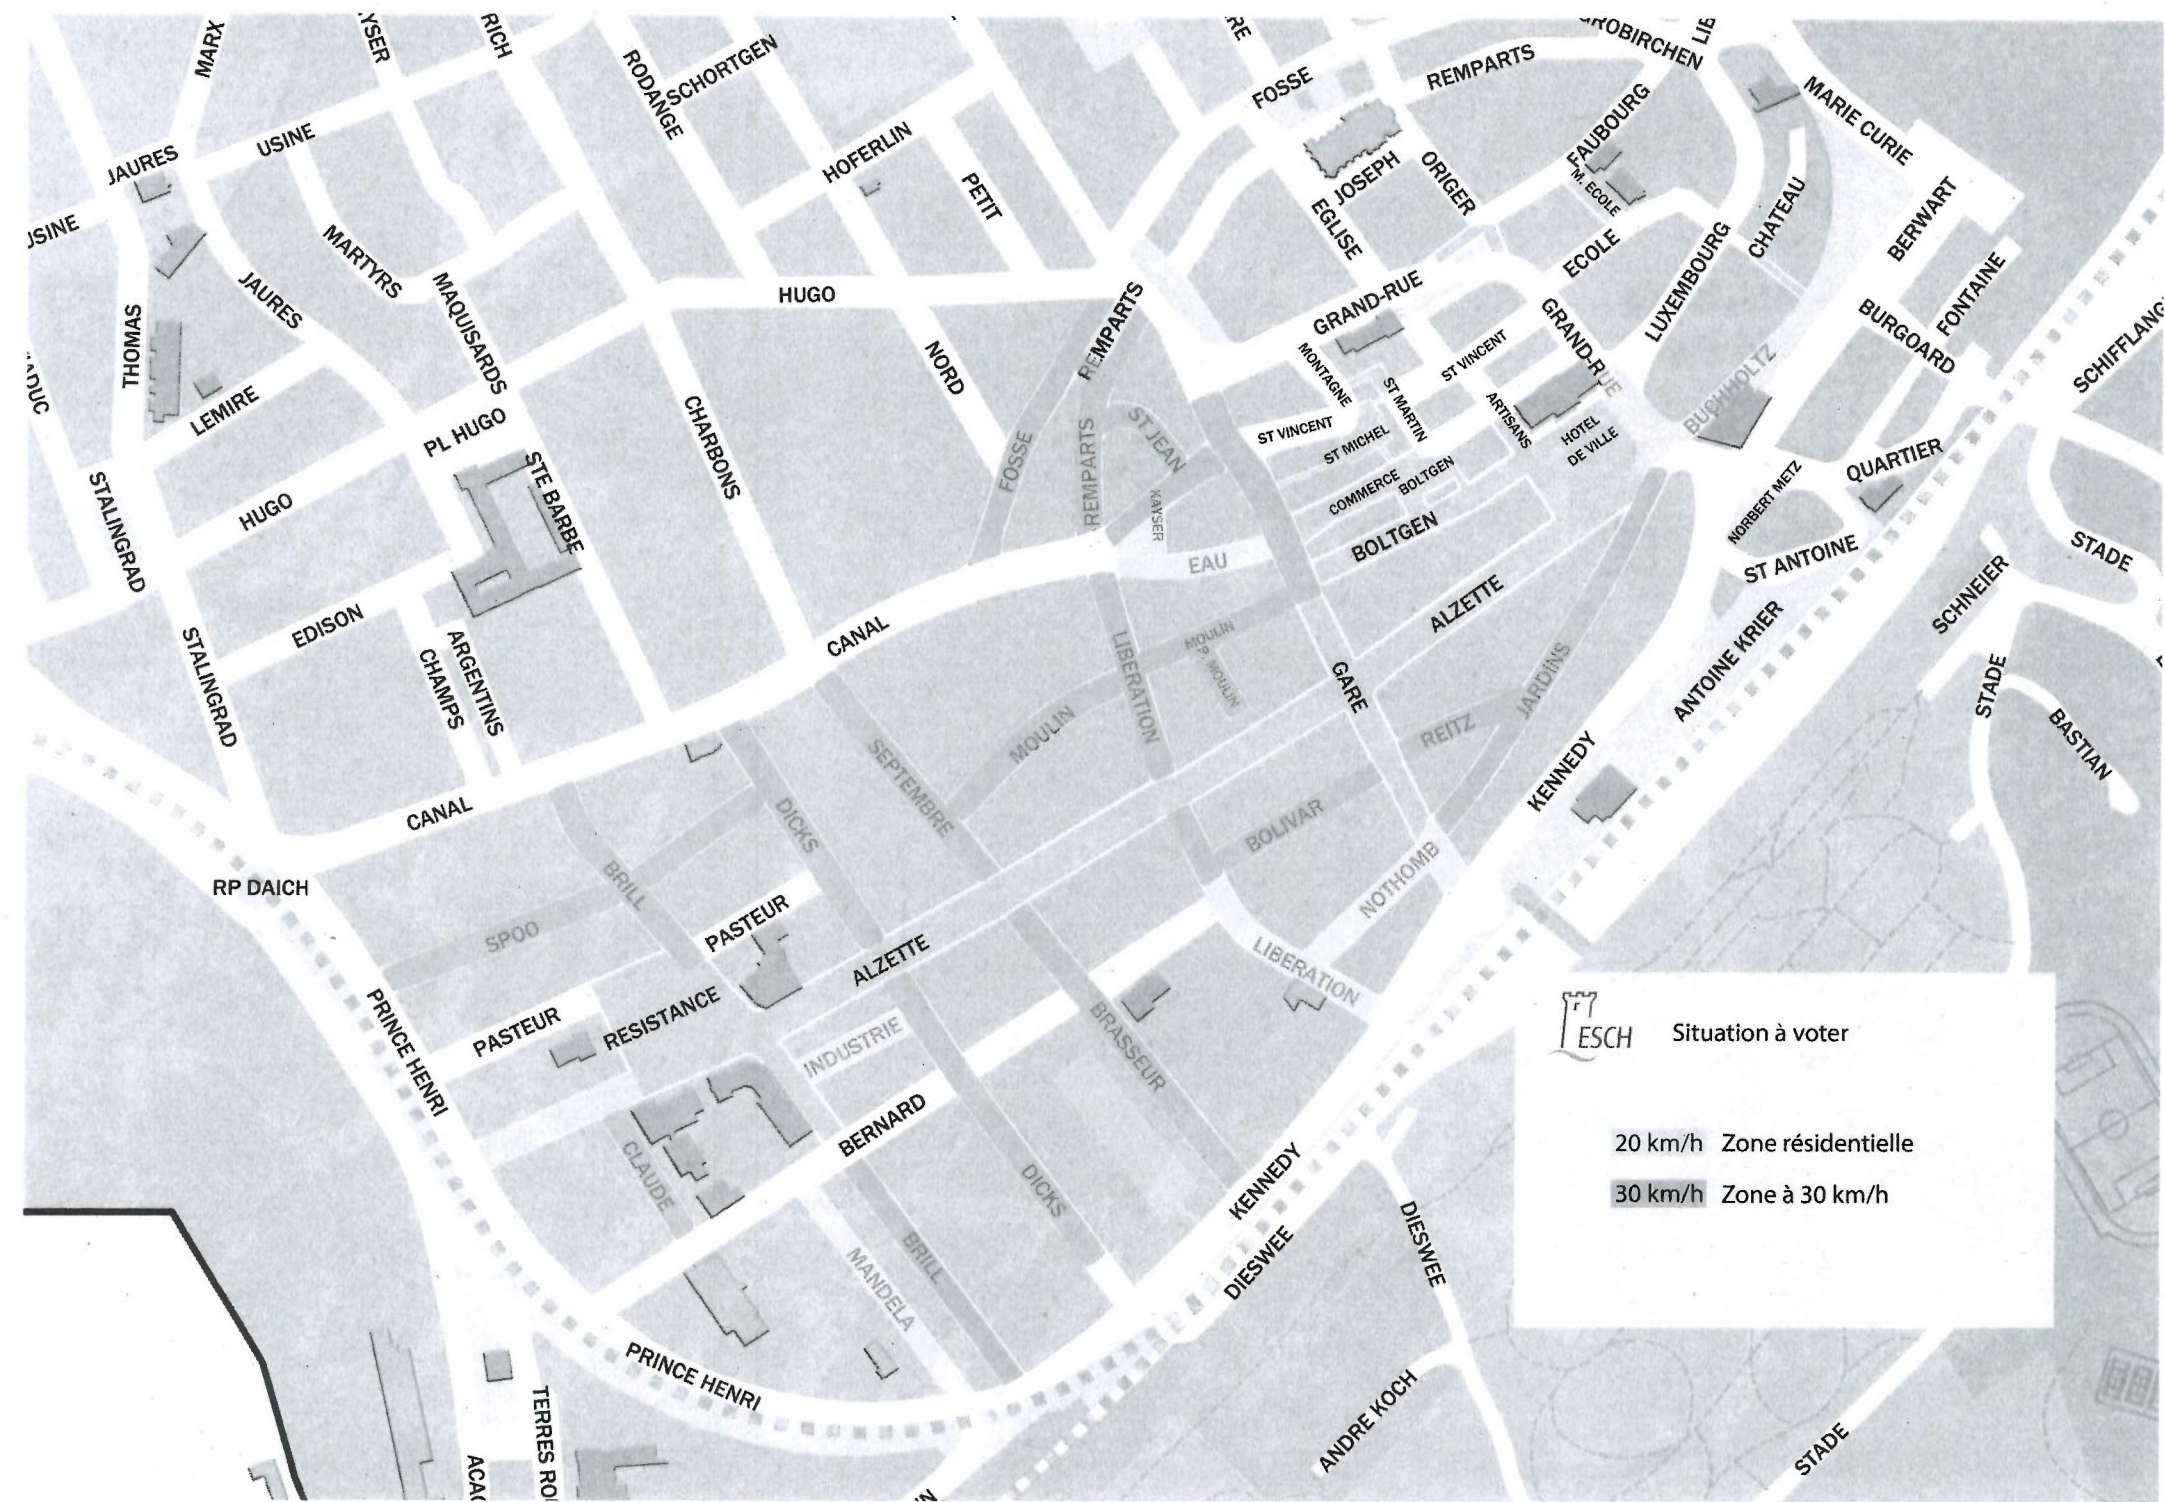 MARX
YSER
RICH
RODANGE
SCHORTGEN
FOSSE
REMPARTS
GROBIRCHEN
LIE
MARIE CURIE
JAURES
USINE
HOFERLIN
PETIT
JOSEPH
EGLISE
ORIGER
FAUBOURG
M. ECOLE
ECOLE
LUXEMBOURG
CHATEAU
BERWART
FONTAINE
BURGOARD
SCHIFFLANG
USINE
THOMAS
JAURES
MARTYRS
MAQUISARDS
HUGO
REMPARTS
NORD
GRAND-RUE
GRAND-RUE
BUCHHOLTZ
MONTAGNE
ST VINCENT
ST MARTIN
ARTISANS
HOTEL
DE VILLE
ST VINCENT
ST MICHEL
COMMERCE
BOLTGEN
BOLTGEN
LEMIRE
PL HUGO
CHARBONS
FOSSE
REMPARTS
ST JEAN
KAYSER
EAU
QUARTIER
NORBERT METZ
ST ANTOINE
ANTOINE KRIER
STADE
SCHNEIER
STADE
BASTIAN
STALINGRAD
HUGO
STE BARBE
EDISON
STALINGRAD
CHAMPS
ARGENTINS
CANAL
CANAL
LIBERATION
MOULIN
P. MOULIN
MOULIN
GARE
ALZETTE
REITZ
JARDINS
KENNEDY
SEPTEMBRE
DICKS
BRILL
SPOO
BOLIVAR
NOTHOMB
LIBERATION
RP DAICH
PASTEUR
ALZETTE
RESISTANCE
PASTEUR
PRINCE HENRI
INDUSTRIE
BERNARD
BRASSEUR
CLAUDE
DICKS
BRILL
MANDELA
KENNEDY
DIESWEE
DIESWEE
PRINCE HENRI
TERRES RO
ACAC
ANDRE KOCH
STADE
ESCH
Situation à voter
20 km/h Zone résidentielle
30 km/h Zone à 30 km/h